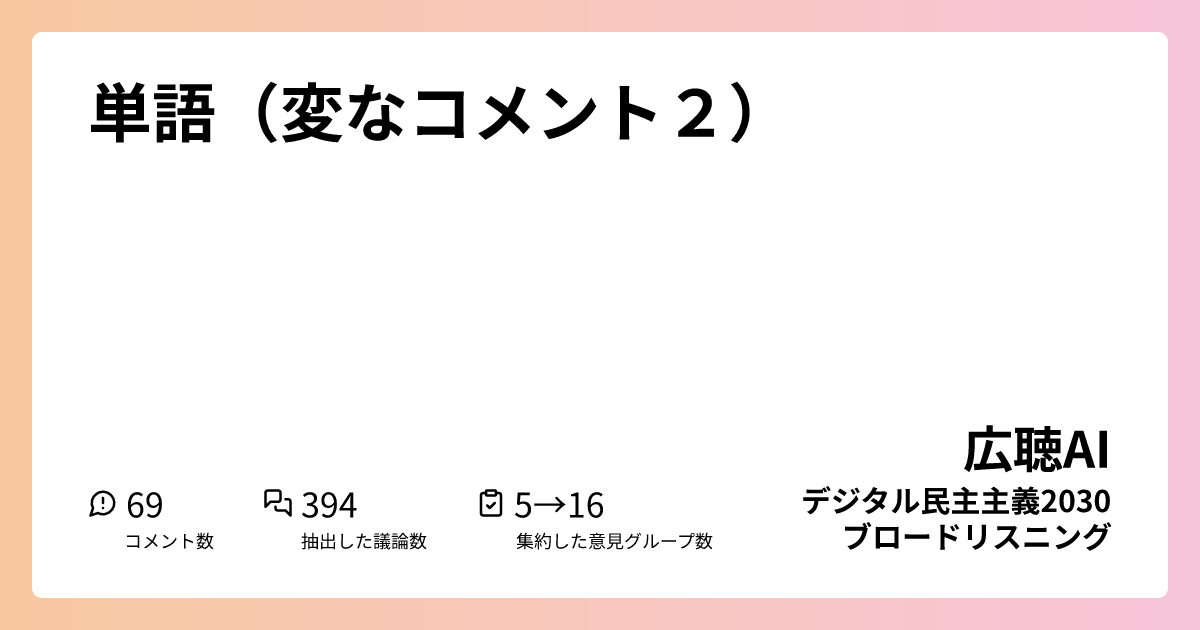 単語（変なコメント２）
69
コメント数
394
抽出した議論数
5→16
集約した意見グループ数
広聴AI
デジタル民主主義2030
ブロードリスニング